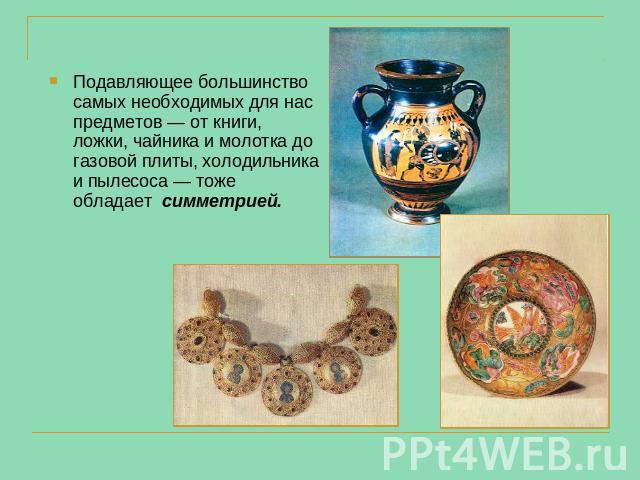 Подавляющее большинство
самых необходимых для нас
предметов — от книги,
ложки, чайника и молотка до
газовой плиты, холодильника
и пылесоса — тоже
обладает симметрией.
PPt4WEB.ru